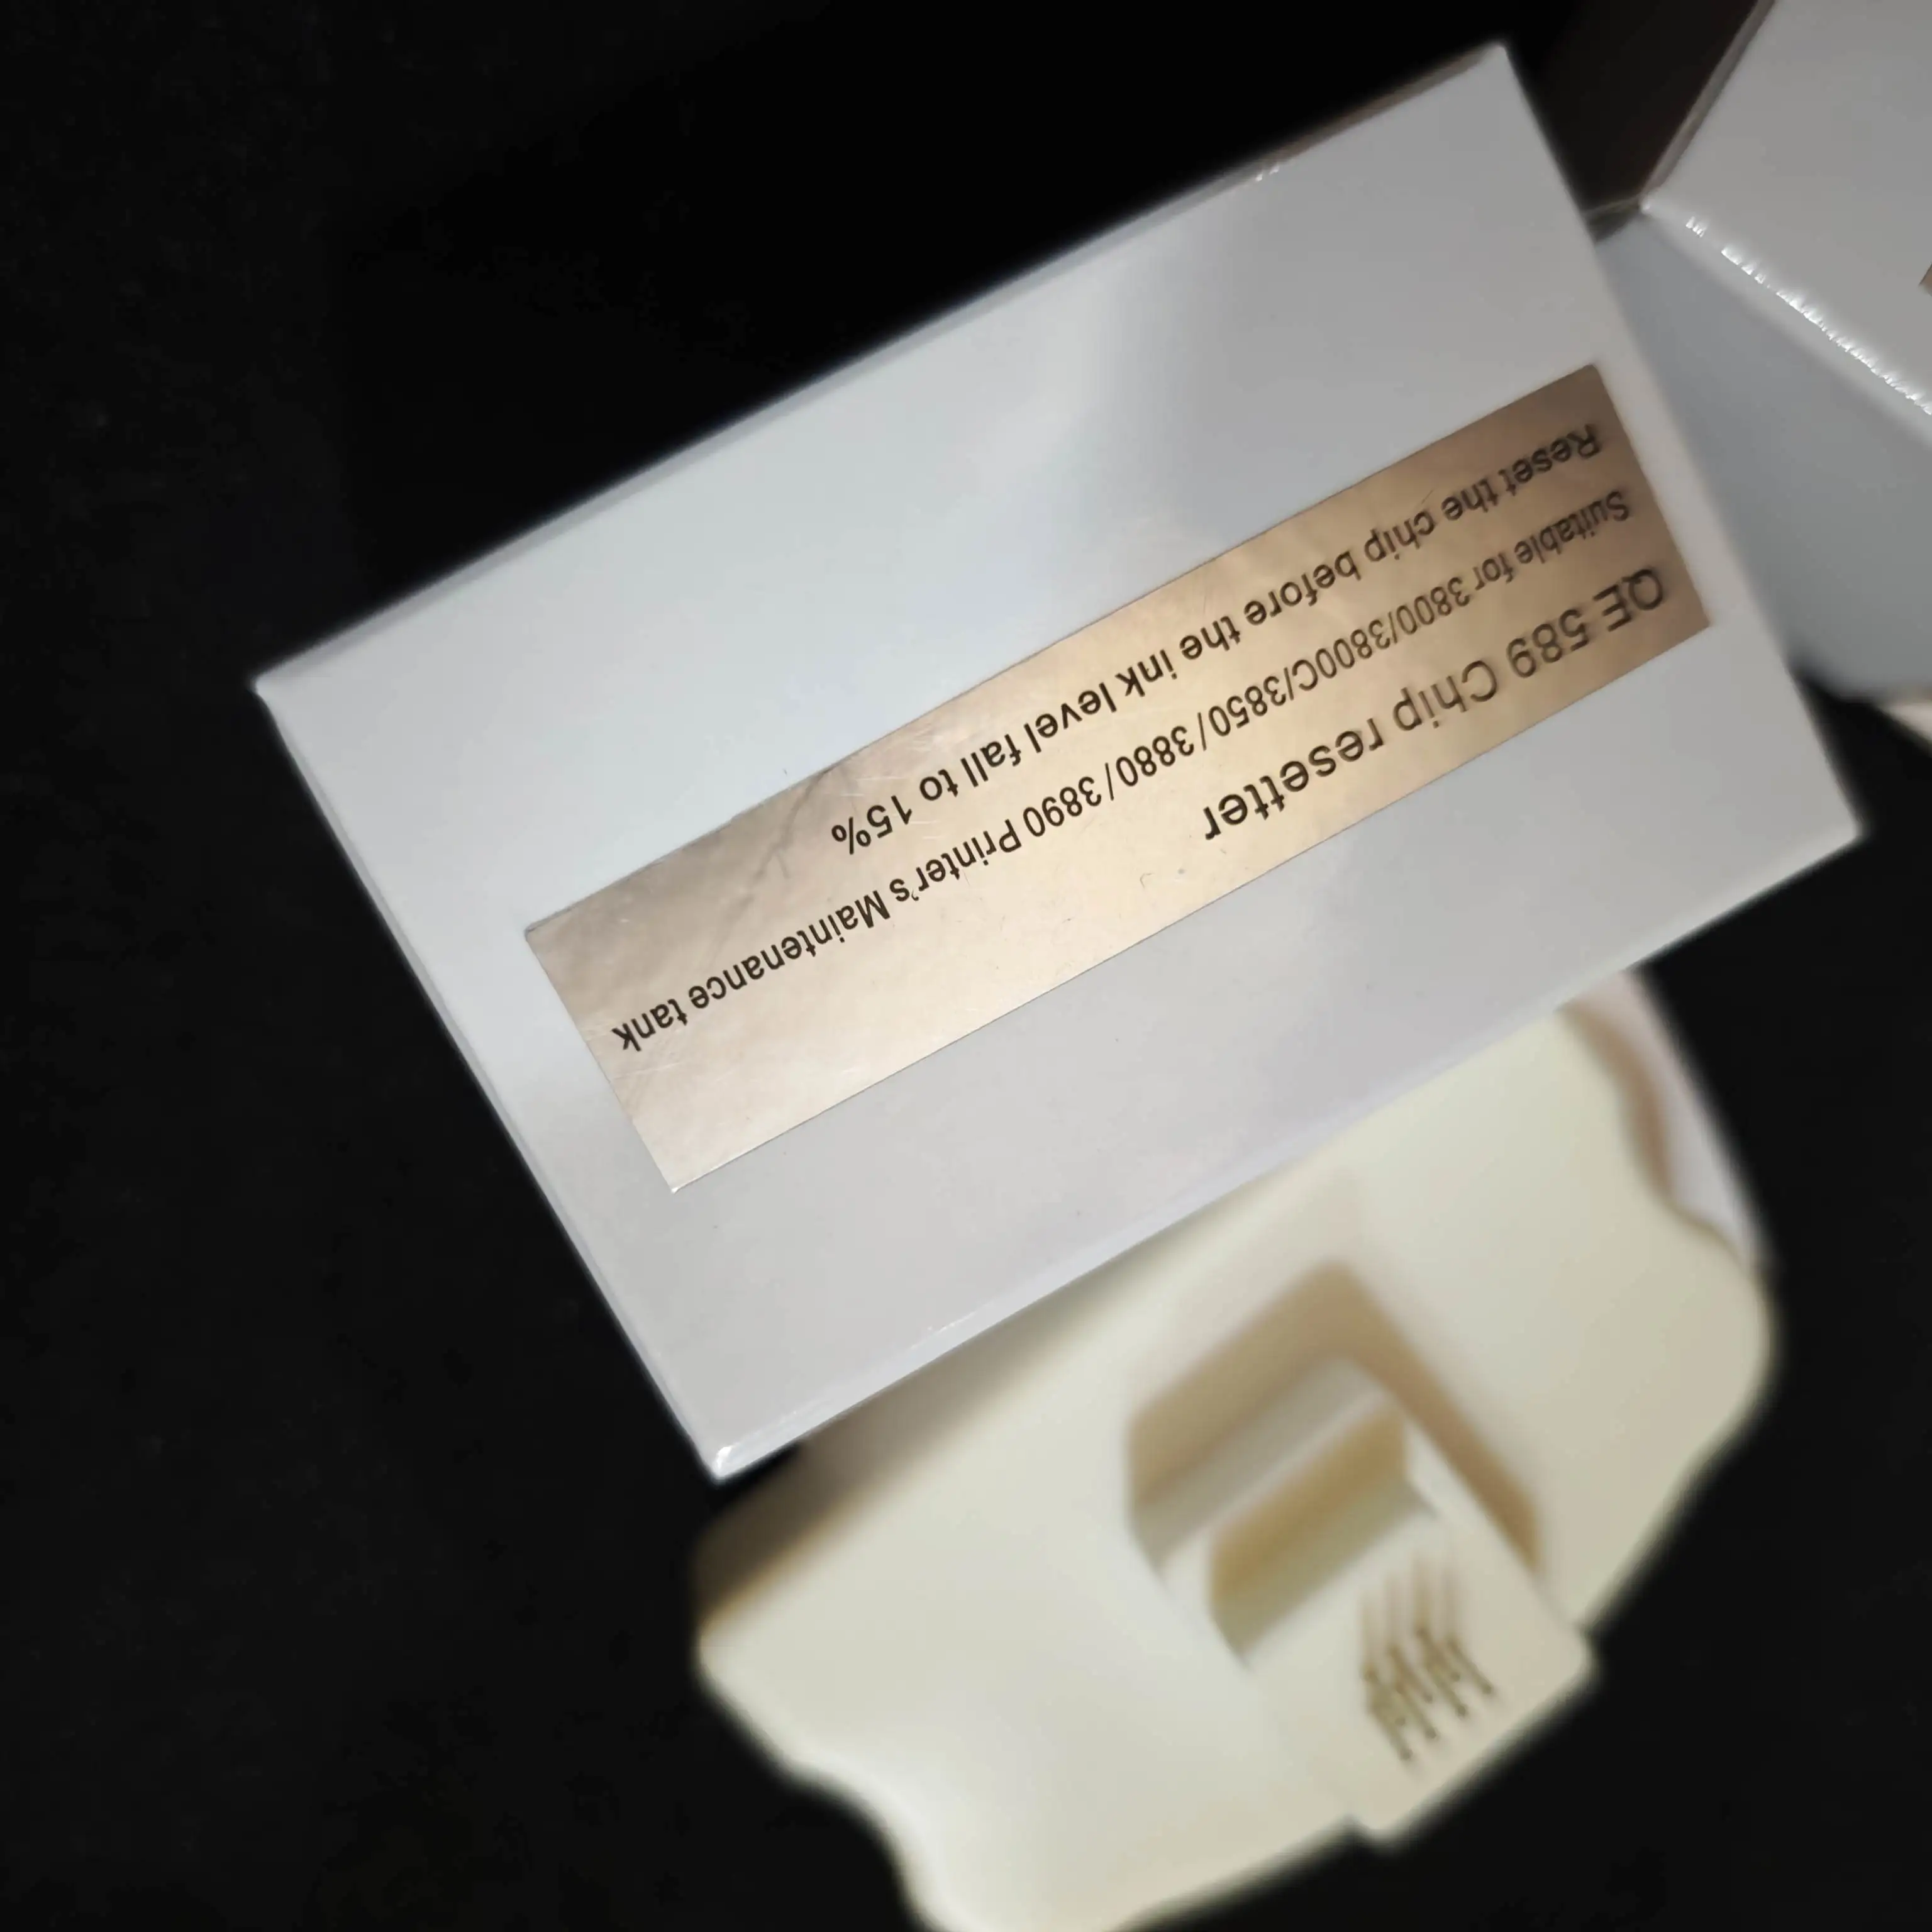 QE 589 Chip resetter
Suitable for 3800/3800C/3850/3880/3890 Printer's Maintenance tank
Reset the chip before the ink level fall to 15%